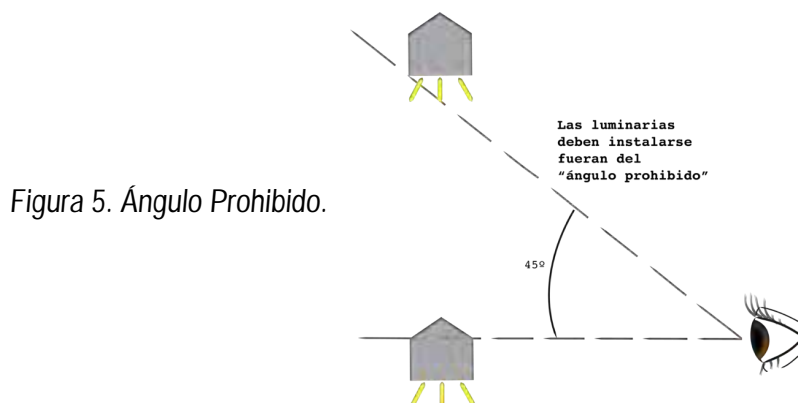 Las luminarias
deben instalarse
fueran del
“ángulo prohibido”
Figura 5. Ángulo Prohibido.
45º